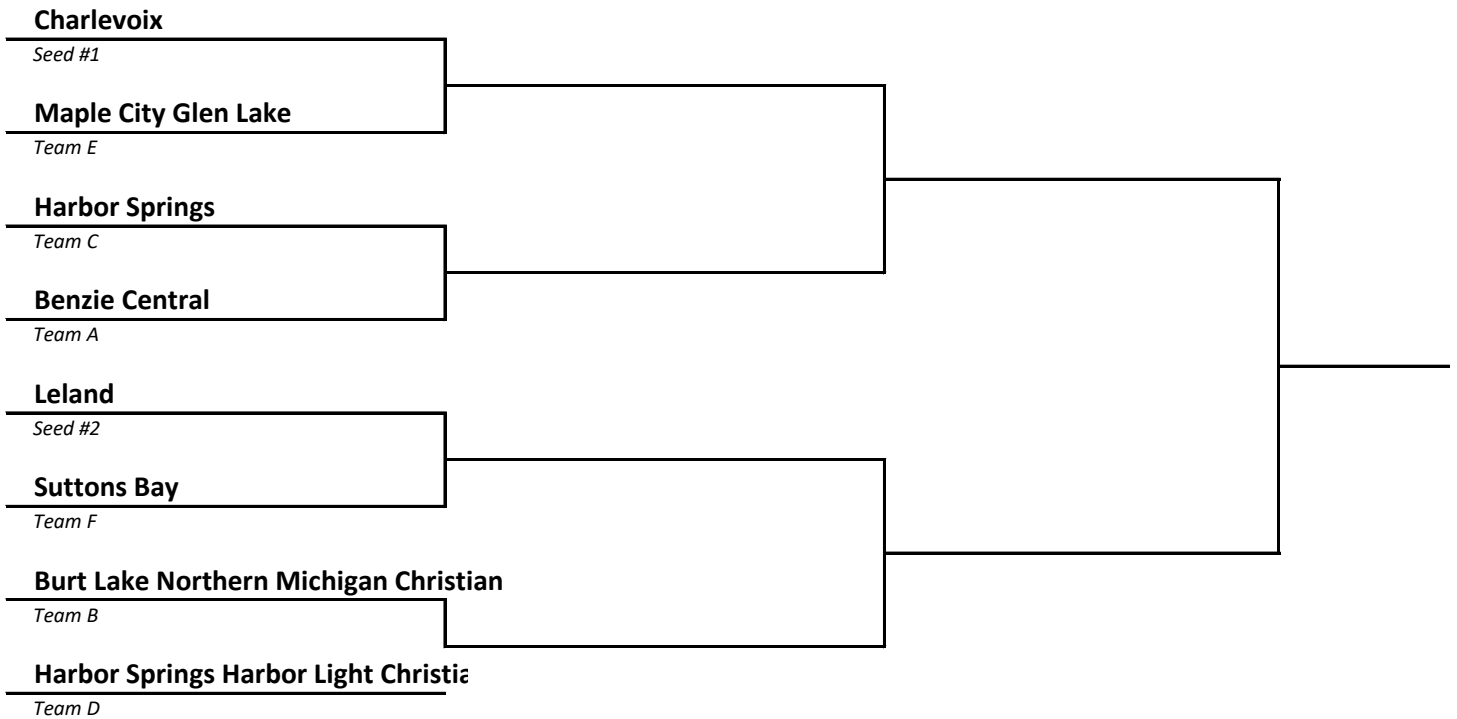 Charlevoix
Seed #1
Maple City Glen Lake
Team E
Harbor Springs
Team C
Benzie Central
Team A
Leland
Seed #2
Suttons Bay
Team F
Burt Lake Northern Michigan Christian
Team B
Harbor Springs Harbor Light Christia
Team D